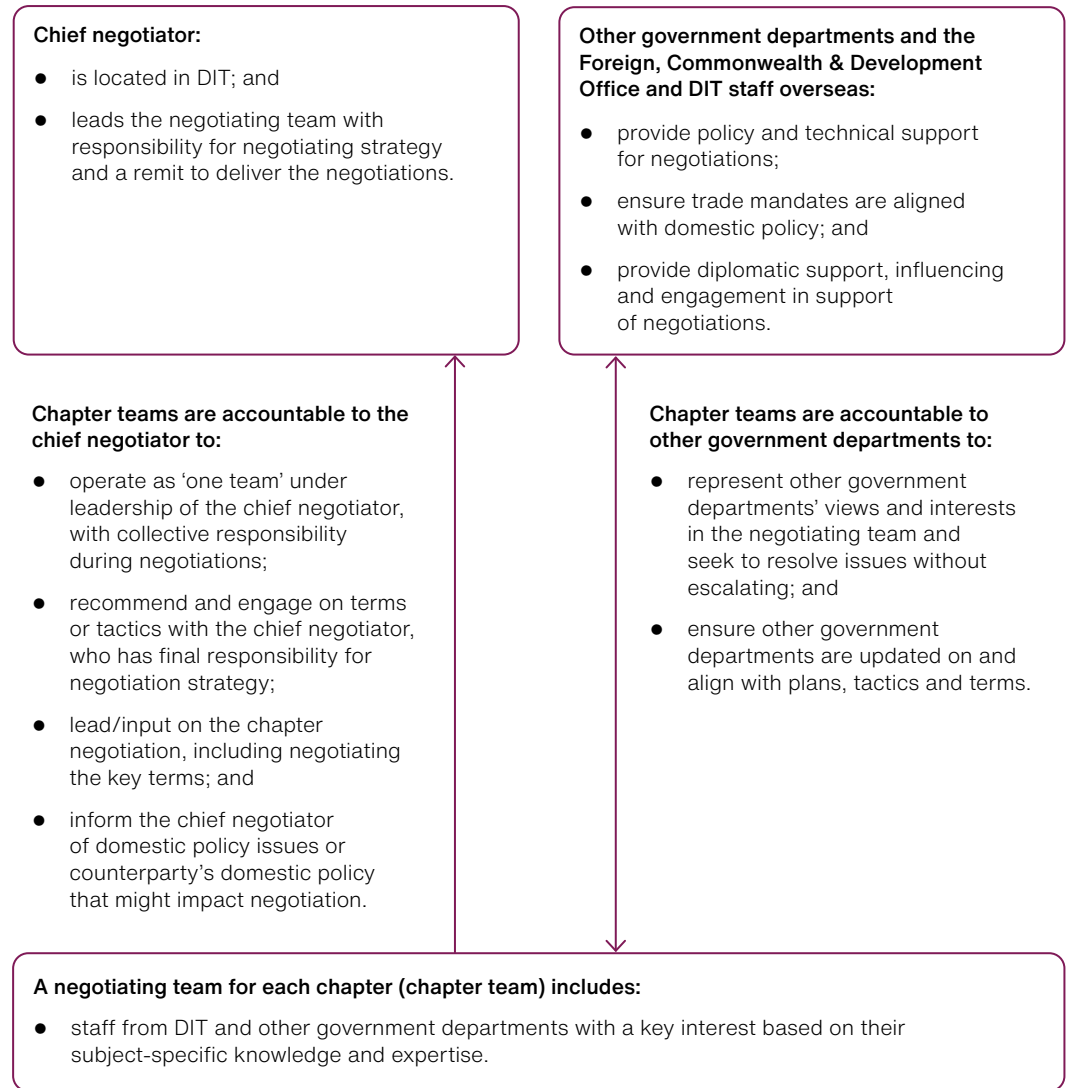 Chief negotiator:
● is located in DIT; and
● leads the negotiating team with
responsibility for negotiating strategy
and a remit to deliver the negotiations.
Other government departments and the
Foreign, Commonwealth & Development
Office and DIT staff overseas:
● provide policy and technical support
for negotiations;
● ensure trade mandates are aligned
with domestic policy; and
● provide diplomatic support, influencing
and engagement in support
of negotiations.
Chapter teams are accountable to the
chief negotiator to:
● operate as ‘one team’ under
leadership of the chief negotiator,
with collective responsibility
during negotiations;
● recommend and engage on terms
or tactics with the chief negotiator,
who has final responsibility for
negotiation strategy;
● lead/input on the chapter
negotiation, including negotiating
the key terms; and
● inform the chief negotiator
of domestic policy issues or
counterparty’s domestic policy
that might impact negotiation.
Chapter teams are accountable to
other government departments to:
● represent other government
departments’ views and interests
in the negotiating team and
seek to resolve issues without
escalating; and
● ensure other government
departments are updated on and
align with plans, tactics and terms.
A negotiating team for each chapter (chapter team) includes:
● staff from DIT and other government departments with a key interest based on their
subject-specific knowledge and expertise.